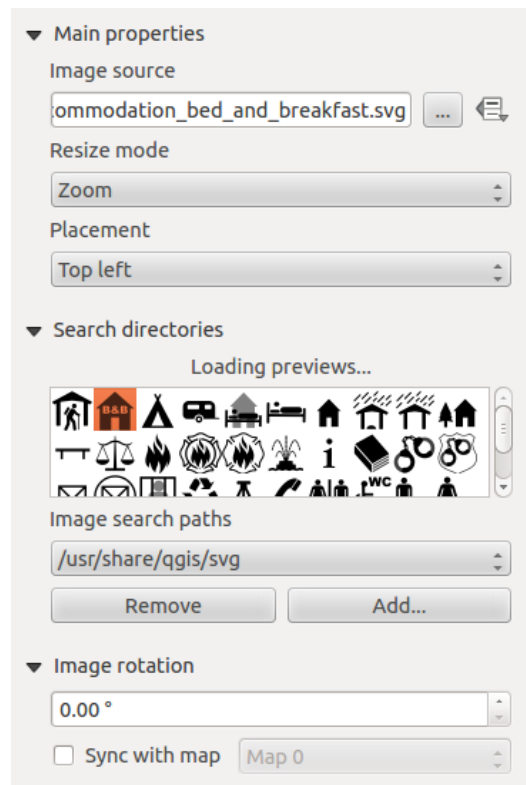 Main properties
Image source
ommodation_bed_and_breakfast.svg ...
Resize mode
Zoom
Placement
Top left
Search directories
Loading previews...
B&B
i
WC
Image search paths
/usr/share/qgis/svg
Remove Add...
Image rotation
0.00 °
Sync with map Map 0